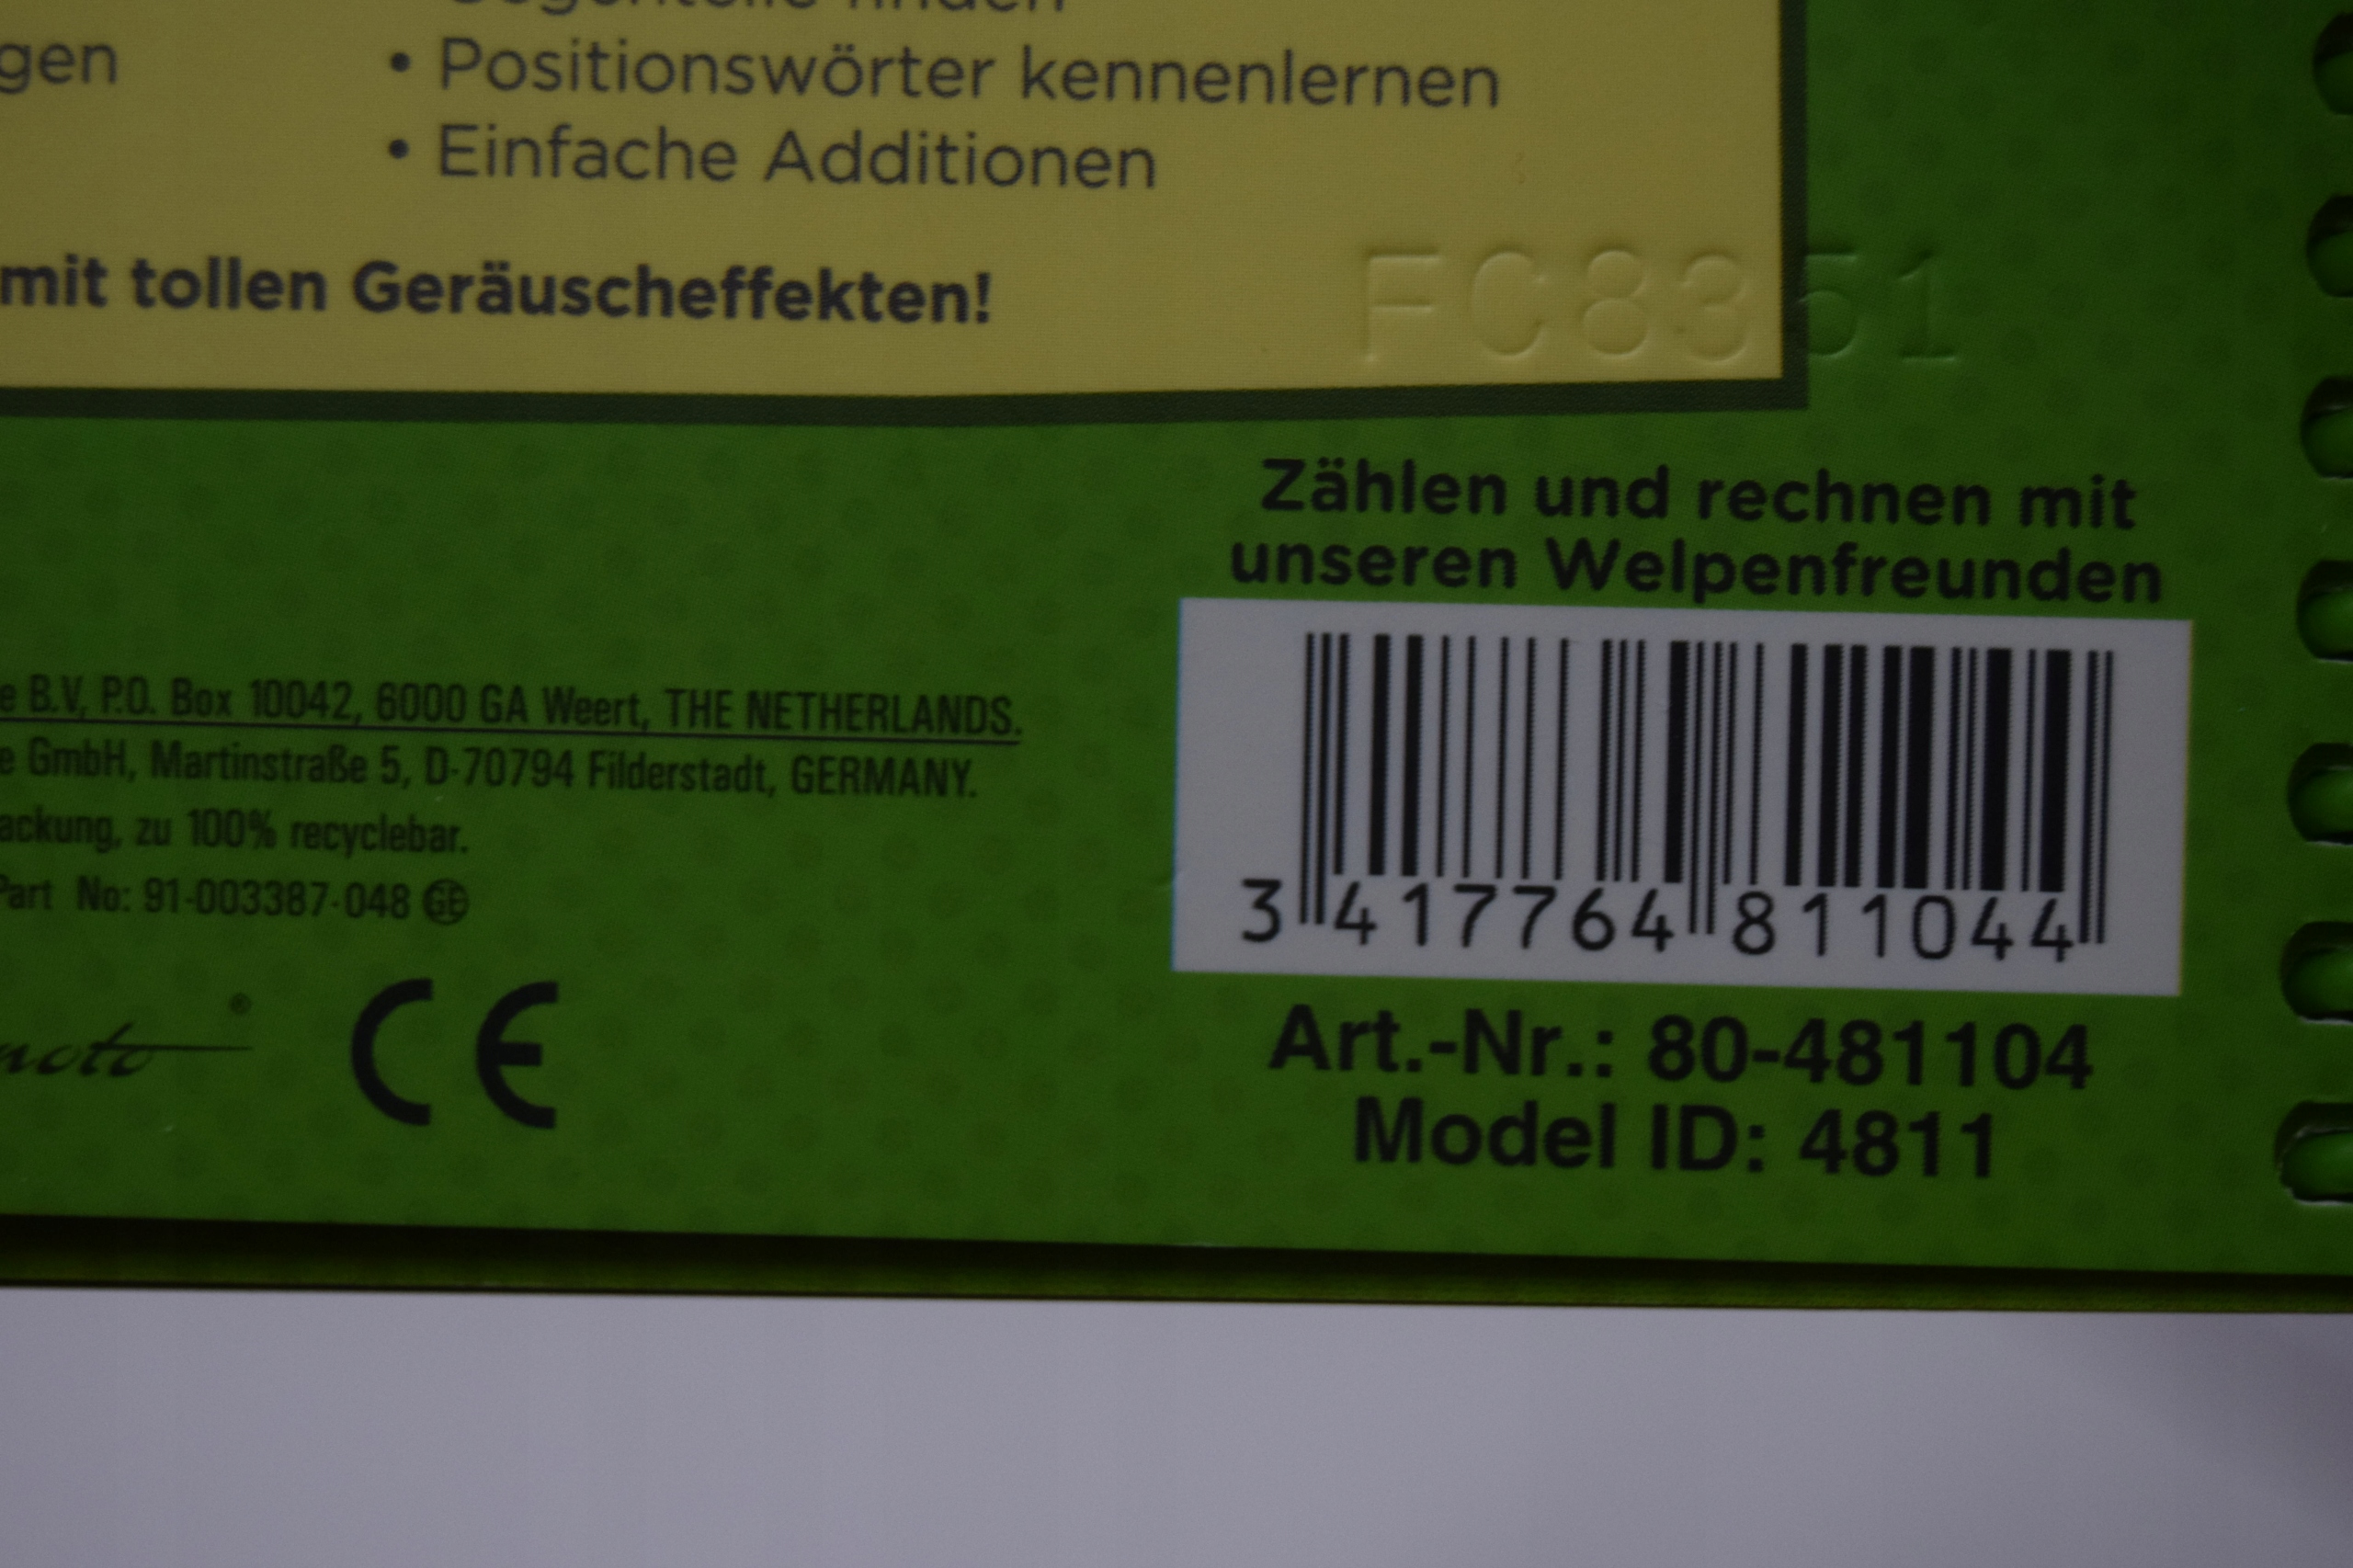 gen
• Positionswörter kennenlernen
• Einfache Additionen
mit tollen Geräuscheffekten!
FC8351
Zählen und rechnen mit
unseren Welpenfreunden
e B.V, P.O. Box 10042, 6000 GA Weert, THE NETHERLANDS.
e GmbH, Martinstraße 5, D-70794 Filderstadt, GERMANY.
ackung, zu 100% recyclebar.
Part No: 91-003387-048 GE
®
CE
3 417764 811044
Art.-Nr.: 80-481104
Model ID: 4811